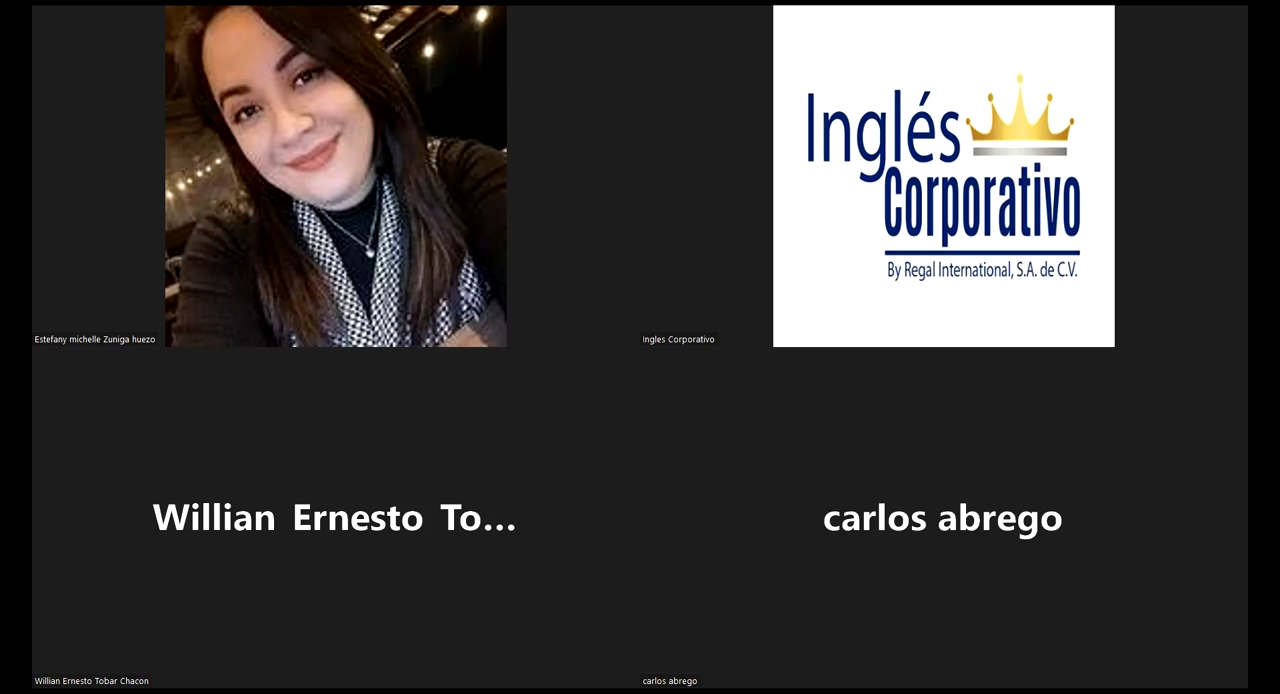 Inglés
Corporativo
By Regal International, S.A. de C.V.
Estefany michelle Zuniga huezo
Ingles Corporativo
Willian Ernesto To...
carlos abrego
Willian Ernesto Tobar Chacon
carlos abrego